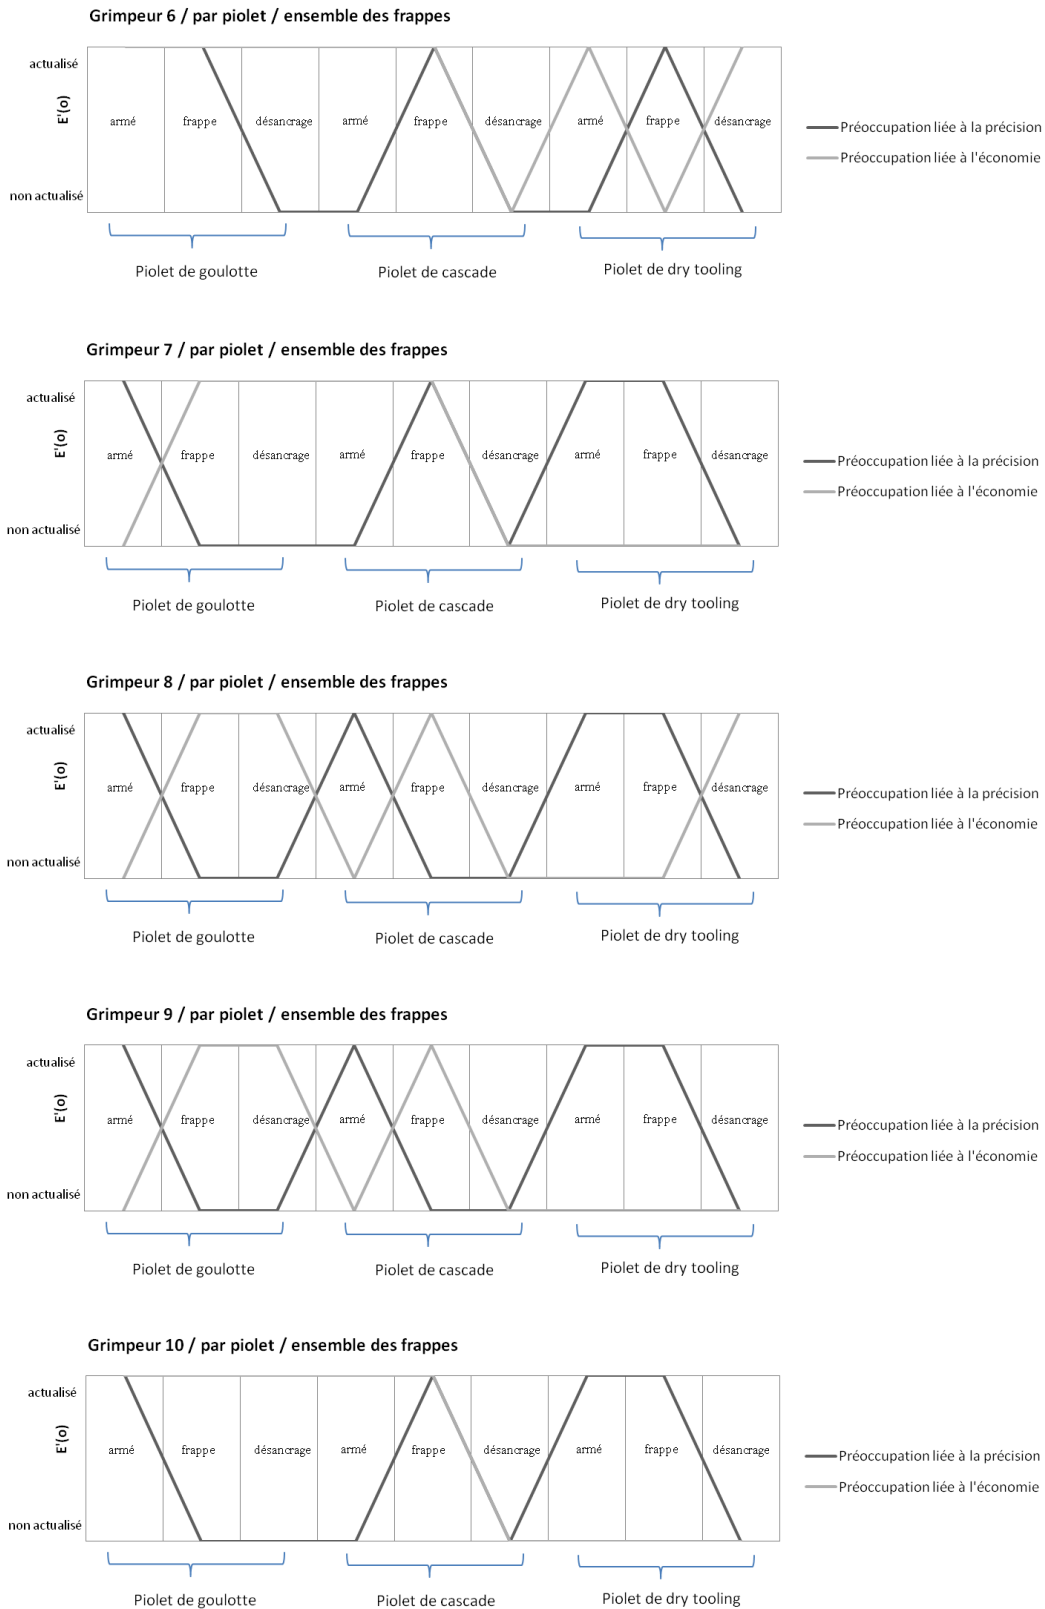 Grimpeur 6 / par piolet / ensemble des frappes
actualisé
E'(o)
non actualisé
armé frappe désancrage armé frappe désancrage armé frappe désancrage
Préoccupation liée à la précision
Préoccupation liée à l'économie
Piolet de goulotte Piolet de cascade Piolet de dry tooling
Grimpeur 7 / par piolet / ensemble des frappes
actualisé
E'(o)
non actualisé
armé frappe désancrage armé frappe désancrage armé frappe désancrage
Préoccupation liée à la précision
Préoccupation liée à l'économie
Piolet de goulotte Piolet de cascade Piolet de dry tooling
Grimpeur 8 / par piolet / ensemble des frappes
actualisé
E'(o)
non actualisé
armé frappe désancrage armé frappe désancrage armé frappe désancrage
Préoccupation liée à la précision
Préoccupation liée à l'économie
Piolet de goulotte Piolet de cascade Piolet de dry tooling
Grimpeur 9 / par piolet / ensemble des frappes
actualisé
E'(o)
non actualisé
armé frappe désancrage armé frappe désancrage armé frappe désancrage
Préoccupation liée à la précision
Préoccupation liée à l'économie
Piolet de goulotte Piolet de cascade Piolet de dry tooling
Grimpeur 10 / par piolet / ensemble des frappes
actualisé
E'(o)
non actualisé
armé frappe désancrage armé frappe désancrage armé frappe désancrage
Préoccupation liée à la précision
Préoccupation liée à l'économie
Piolet de goulotte Piolet de cascade Piolet de dry tooling